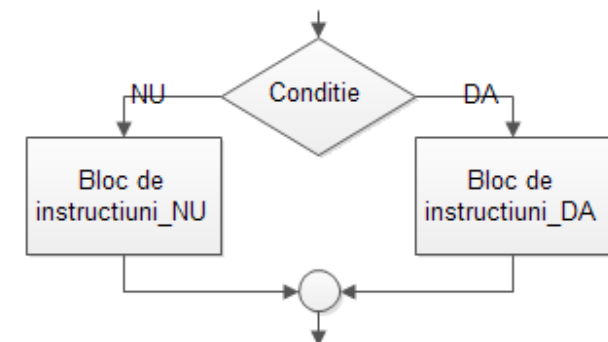 Conditie
NU
DA
Bloc de
instructiuni_NU
Bloc de
instructiuni_DA